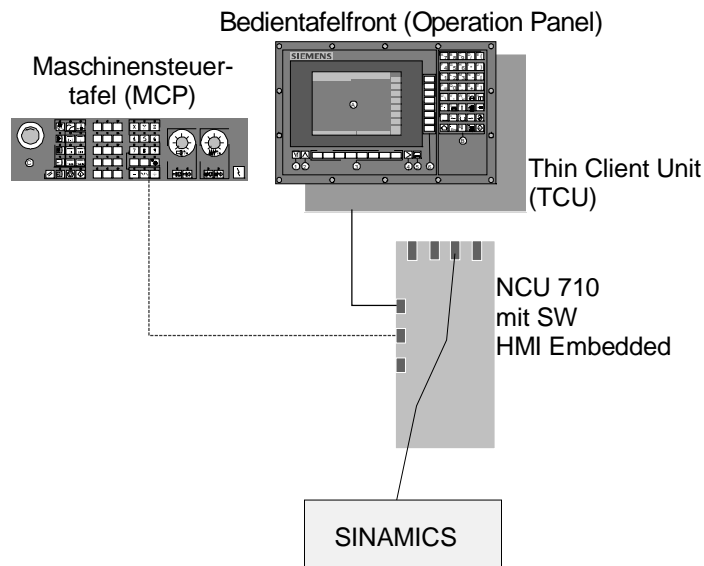 Bedientafelfront (Operation Panel)
SIEMENS
Maschinensteuer-
tafel (MCP)
Thin Client Unit
(TCU)
NCU 710
mit SW
HMI Embedded
SINAMICS